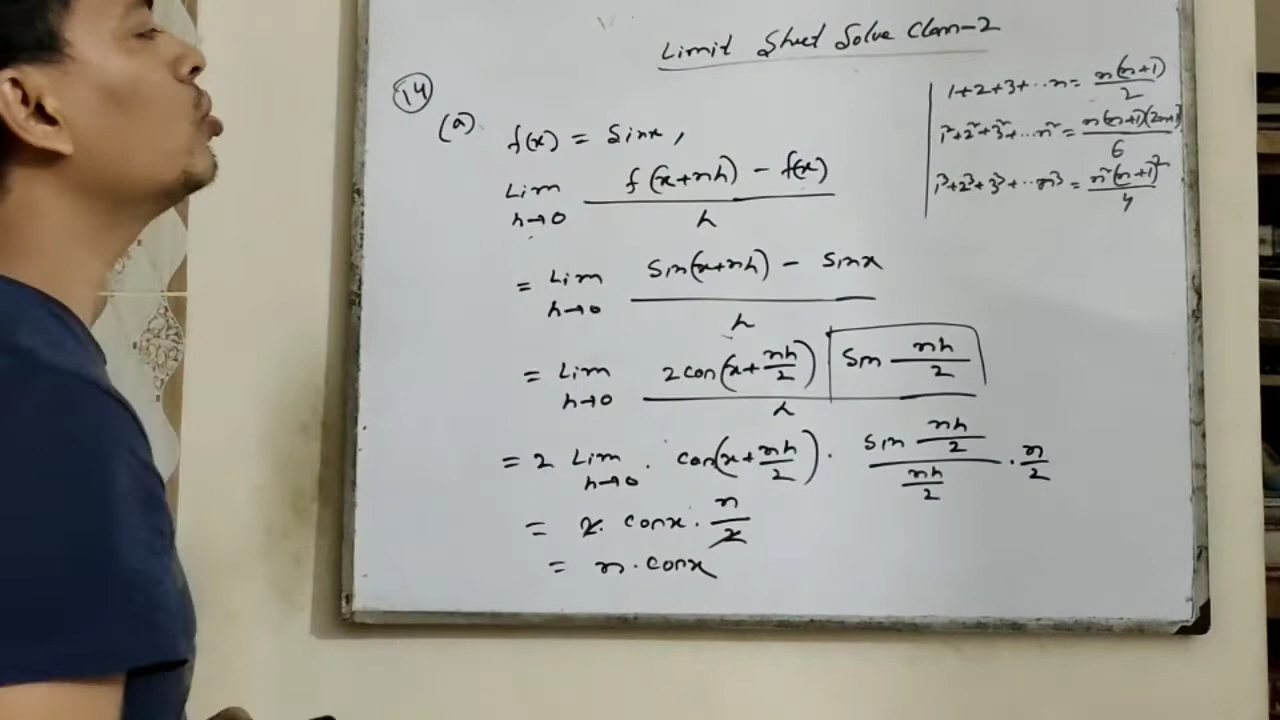 Limit Sheet Solve Class-2
14
(a) f(x) = Sinx,
Lim h→0 f(x+nh) - f(x) / h
= Lim h→0 Sin(x+nh) - Sinx / h
= Lim h→0 2cos(x+nh/2) Sin nh/2 / h
= 2 Lim h→0 . cos(x+nh/2) . Sin nh/2 / nh/2 . n/2
= 2. cosx . n/2
= n . cosx
1+2+3+...n = n(n+1)/2
1²+2²+3²+...n² = n(n+1)(2n+1)/6
1³+2³+3³+...n³ = n²(n+1)²/4